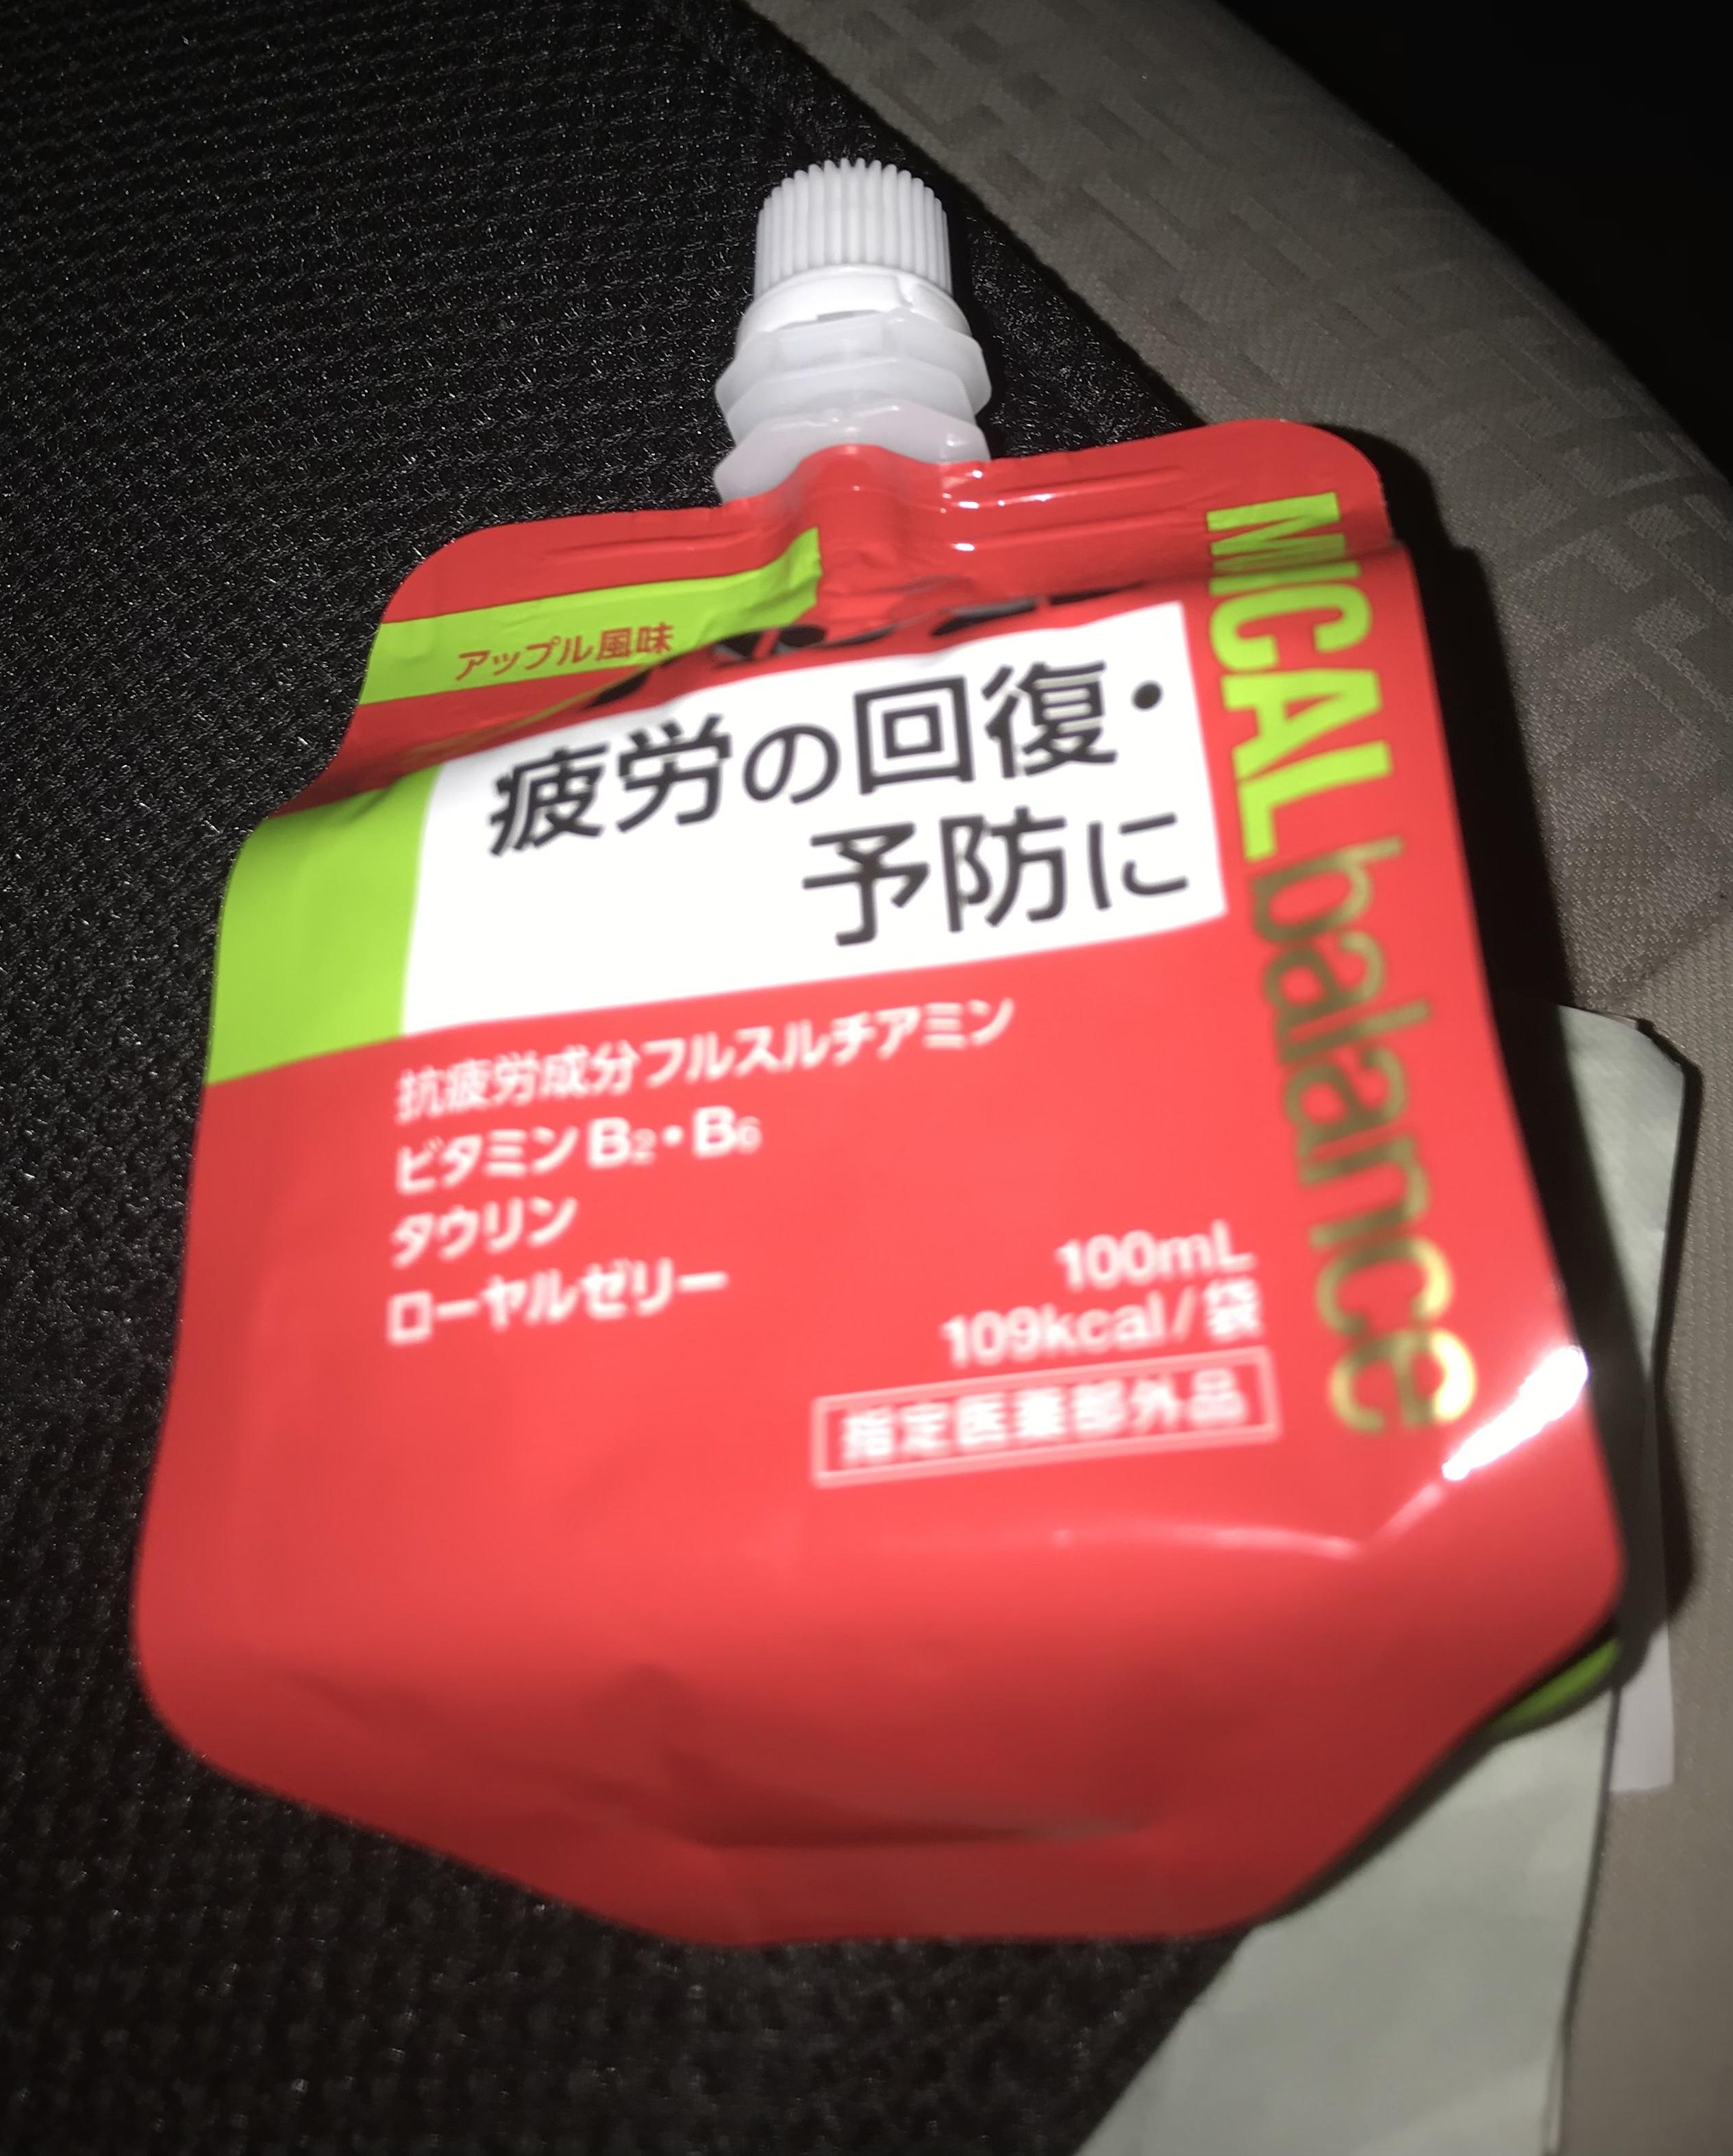 アップル風味
疲労の回復・
予防に
MICAL balance
抗疲労成分フルスルチアミン
ビタミンB2・B6
タウリン
ローヤルゼリー
100mL
109kcal/袋
指定医薬部外品